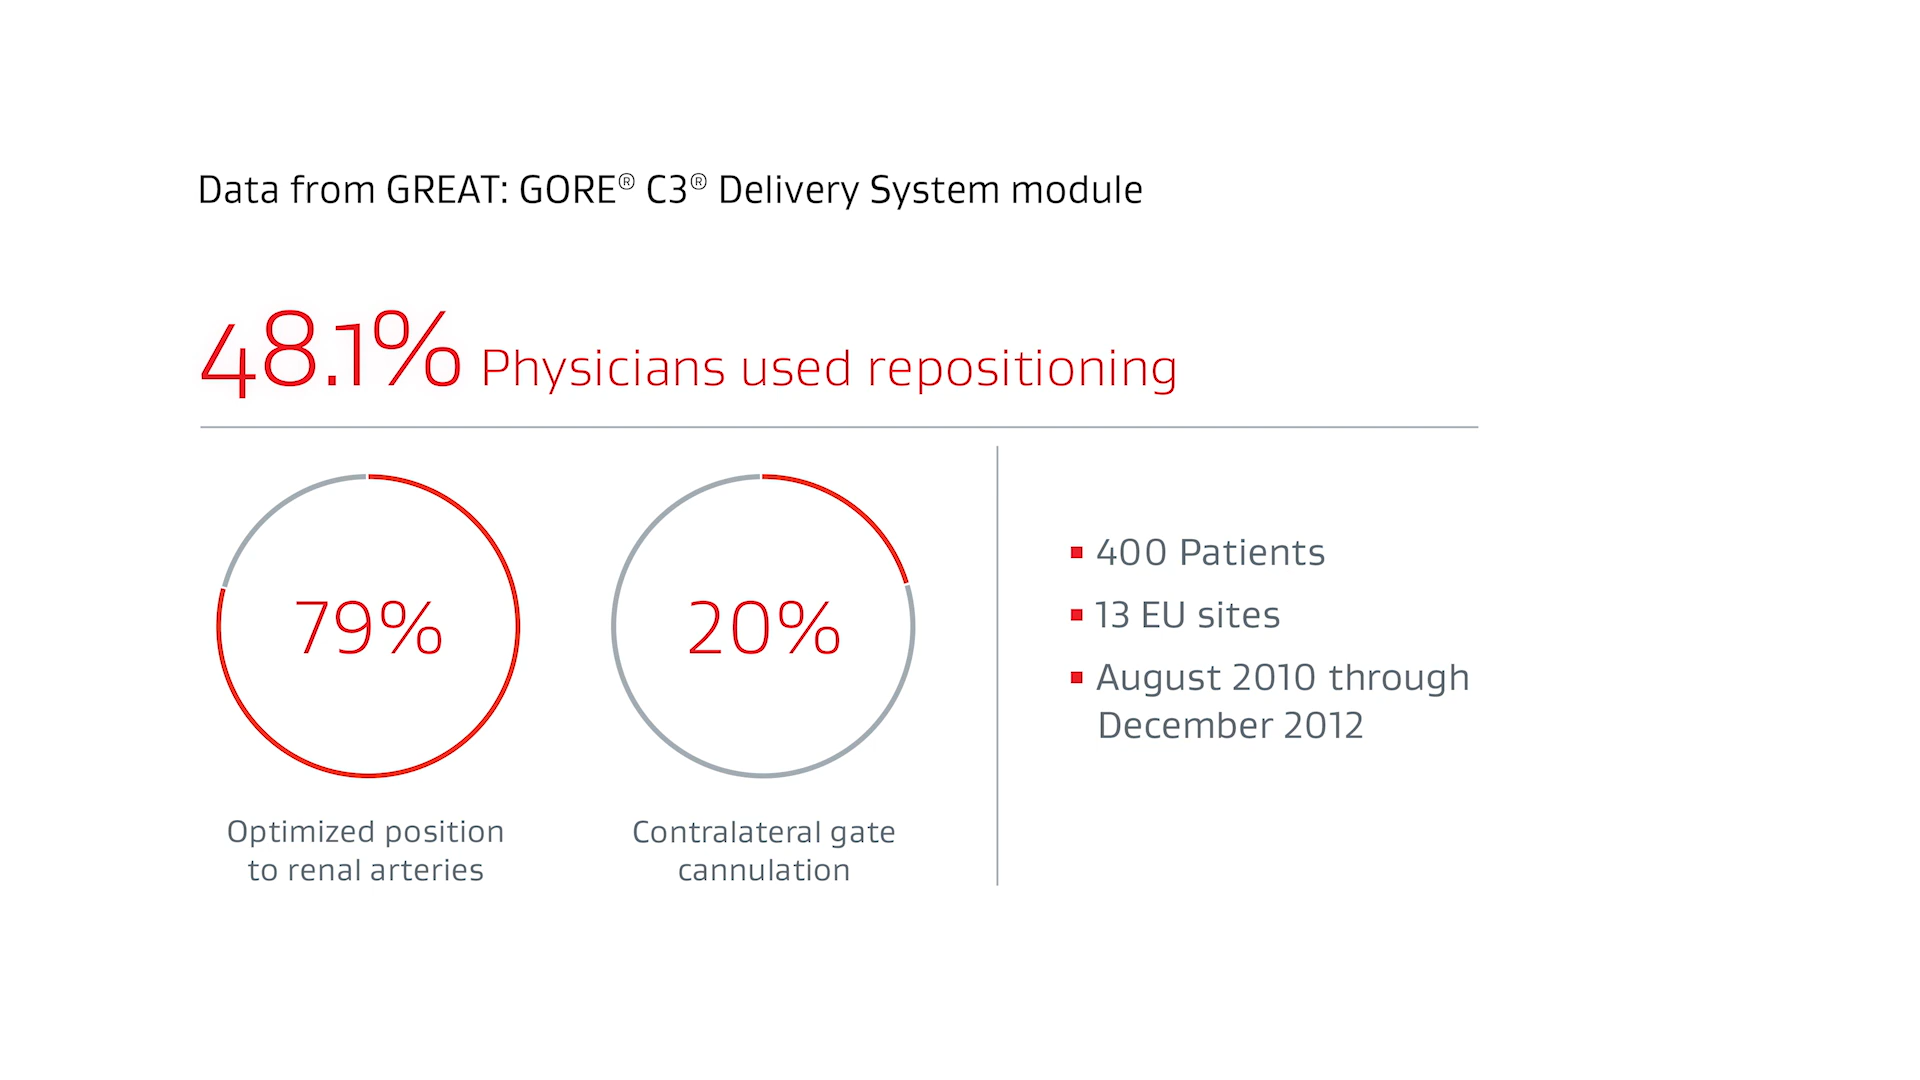 Data from GREAT: GORE® C3® Delivery System module
48.1% Physicians used repositioning
79%
Optimized position
to renal arteries
20%
Contralateral gate
cannulation
400 Patients
13 EU sites
August 2010 through
December 2012